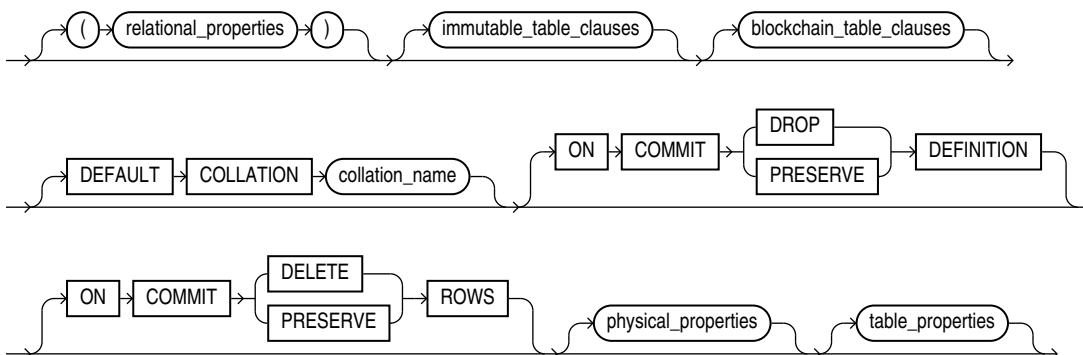 ( relational_properties ) immutable_table_clauses blockchain_table_clauses
DEFAULT COLLATION collation_name ON COMMIT DROP PRESERVE DEFINITION
ON COMMIT DELETE PRESERVE ROWS physical_properties table_properties